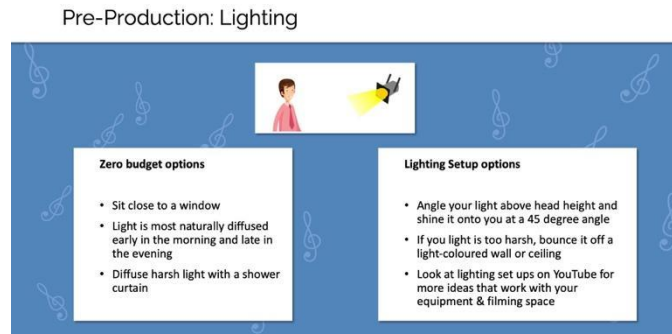 Pre-Production: Lighting
Zero budget options
• Sit close to a window
• Light is most naturally diffused
early in the morning and late in
the evening
• Diffuse harsh light with a shower
curtain
Lighting Setup options
• Angle your light above head height and
shine it onto you at a 45 degree angle
• If you light is too harsh, bounce it off a
light-coloured wall or ceiling
• Look at lighting set ups on YouTube for
more ideas that work with your
equipment & filming space